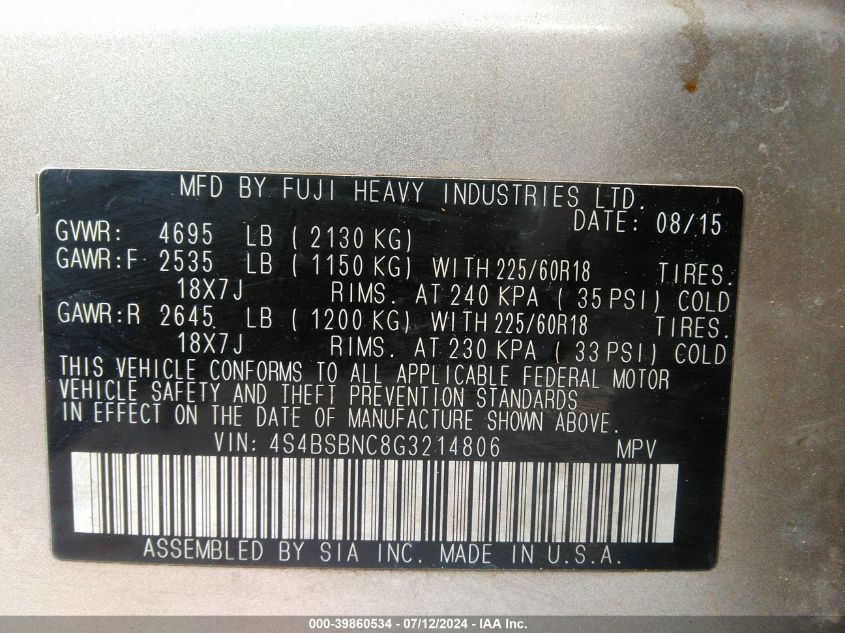 MFD BY FUJI HEAVY INDUSTRIES LTD.
DATE: 08/15
GVWR: 4695 LB ( 2130 KG)
GAWR:F 2535 LB ( 1150 KG) WITH 225/60R18 TIRES.
18X7J RIMS. AT 240 KPA ( 35 PSI) COLD
GAWR:R 2645 LB ( 1200 KG) WITH 225/60R18 TIRES.
18X7J RIMS. AT 230 KPA ( 33 PSI) COLD
THIS VEHICLE CONFORMS TO ALL APPLICABLE FEDERAL MOTOR
VEHICLE SAFETY AND THEFT PREVENTION STANDARDS
IN EFFECT ON THE DATE OF MANUFACTURE SHOWN ABOVE.
VIN: 4S4BSBNC8G3214806 MPV
ASSEMBLED BY SIA INC. MADE IN U.S.A.
000-39860534 - 07/12/2024 - IAA Inc.